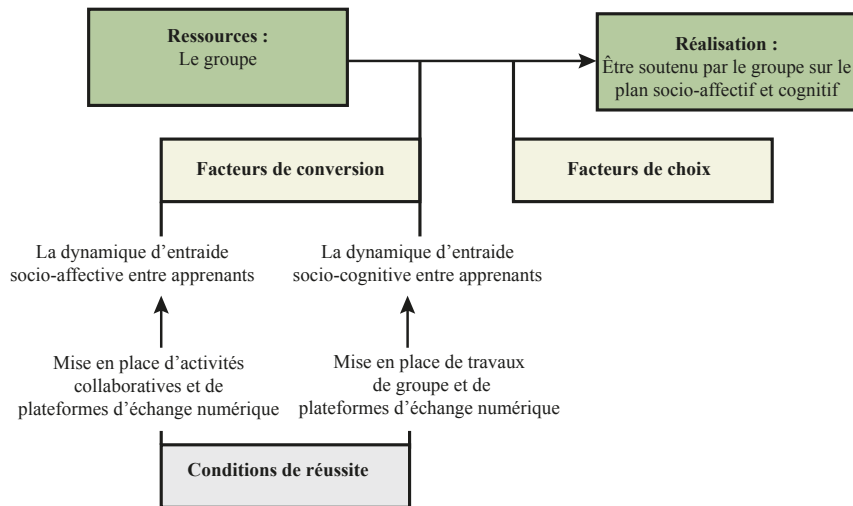 Ressources :
Le groupe
Réalisation :
Être soutenu par le groupe sur le
plan socio-affectif et cognitif
Facteurs de conversion
Facteurs de choix
La dynamique d’entraide
socio-affective entre apprenants
La dynamique d’entraide
socio-cognitive entre apprenants
Mise en place d’activités
collaboratives et de
plateformes d’échange numérique
Mise en place de travaux
de groupe et de
plateformes d’échange numérique
Conditions de réussite